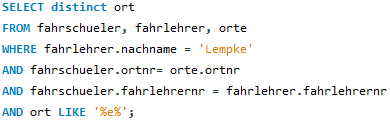 SELECT distinct ort
FROM fahrschueler, fahrlehrer, orte
WHERE fahrlehrer.nachname = 'Lempke'
AND fahrschueler.ortnr= orte.ortnr
AND fahrschueler.fahrlehrernr = fahrlehrer.fahrlehrernr
AND ort LIKE '%e%';